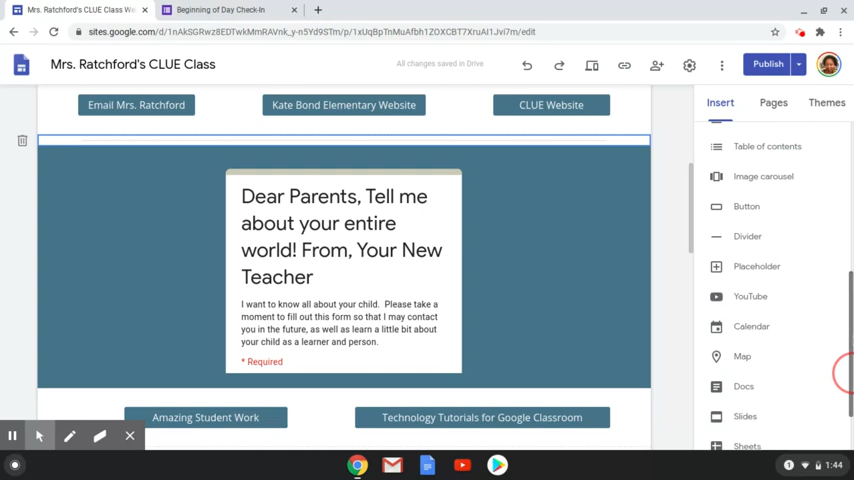 Mrs. Ratchford's CLUE Class We
Beginning of Day Check-In
sites.google.com/d/1nAkSGRwz8EDTwkMmRAVnk_y-n5Yd9STm/p/1xUqBpTnMuAfbh1ZOXCBT7XruAI1Jvi7m/edit
Mrs. Ratchford's CLUE Class
All changes saved in Drive
Publish
Email Mrs. Ratchford
Kate Bond Elementary Website
CLUE Website
Insert
Pages
Themes
Dear Parents, Tell me
about your entire
world! From, Your New
Teacher
I want to know all about your child. Please take a
moment to fill out this form so that I may contact
you in the future, as well as learn a little bit about
your child as a learner and person.
* Required
Amazing Student Work
Technology Tutorials for Google Classroom
Table of contents
Image carousel
Button
Divider
Placeholder
YouTube
Calendar
Map
Docs
Slides
Sheets
1
1:44